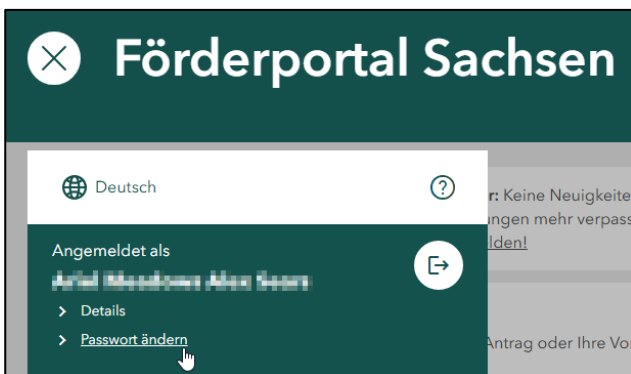 Förderportal Sachsen
Deutsch
r: Keine Neuigkeite
ungen mehr verpass
lden!
Angemeldet als
Details
Passwort ändern
Antrag oder Ihre Vo